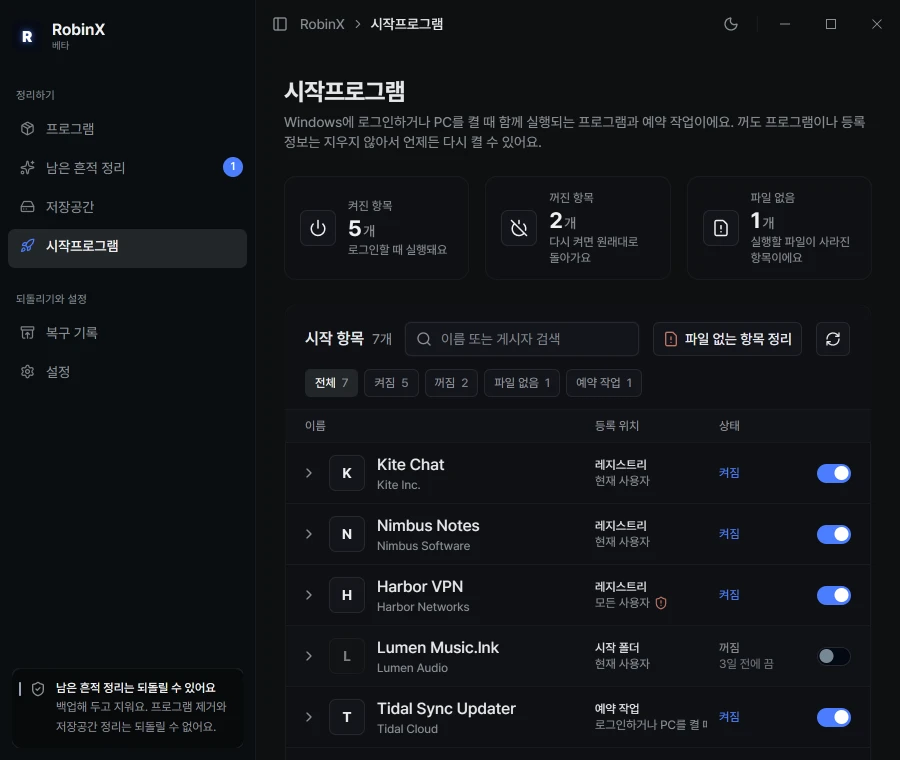 R
RobinX
베타
정리하기
프로그램
남은 흔적 정리
1
저장공간
시작프로그램
되돌리기와 설정
복구 기록
설정
남은 흔적 정리는 되돌릴 수 있어요
백업해 두고 지워요. 프로그램 제거와
저장공간 정리는 되돌릴 수 없어요.
RobinX > 시작프로그램
시작프로그램
Windows에 로그인하거나 PC를 켤 때 함께 실행되는 프로그램과 예약 작업이에요. 꺼도 프로그램이나 등록
정보는 지우지 않아서 언제든 다시 켤 수 있어요.
켜진 항목
5개
로그인할 때 실행돼요
꺼진 항목
2개
다시 켜면 원래대로
돌아가요
파일 없음
1개
실행할 파일이 사라진
항목이에요
시작 항목 7개
이름 또는 게시자 검색
파일 없는 항목 정리
전체 7
켜짐 5
꺼짐 2
파일 없음 1
예약 작업 1
이름
등록 위치
상태
K
Kite Chat
Kite Inc.
레지스트리
현재 사용자
켜짐
N
Nimbus Notes
Nimbus Software
레지스트리
현재 사용자
켜짐
H
Harbor VPN
Harbor Networks
레지스트리
모든 사용자
켜짐
L
Lumen Music.lnk
Lumen Audio
시작 폴더
현재 사용자
꺼짐
3일 전에 끔
T
Tidal Sync Updater
Tidal Cloud
예약 작업
로그인하거나 PC를 켤
켜짐